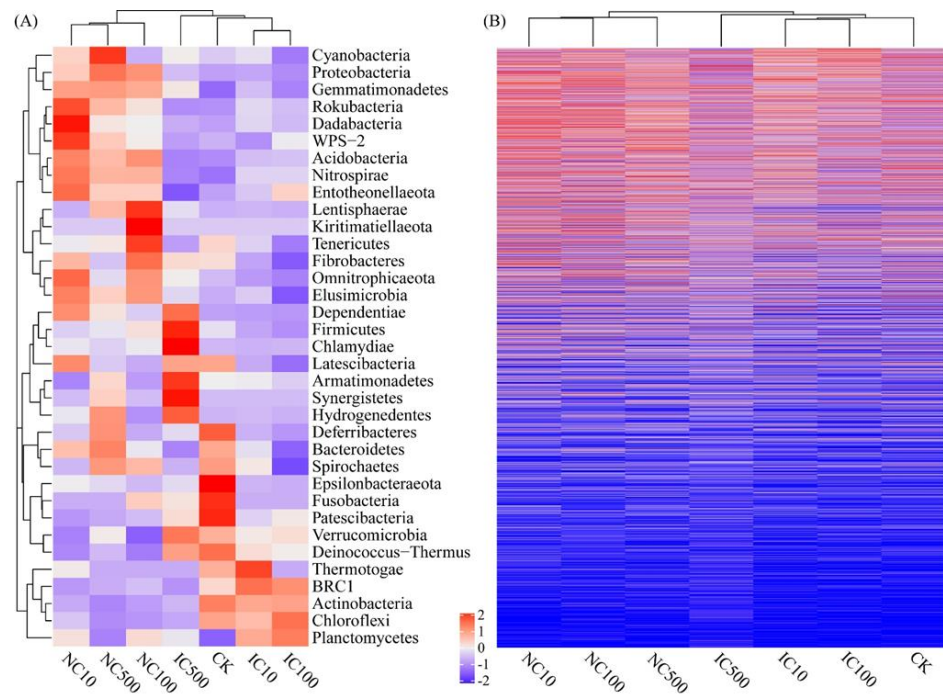 (A)
(B)
Cyanobacteria
Proteobacteria
Gemmatimonadetes
Rokubacteria
Dadabacteria
WPS−2
Acidobacteria
Nitrospirae
Entotheonellaeota
Lentisphaerae
Kiritimatiellaeota
Tenericutes
Fibrobacteres
Omnitrophicaeota
Elusimicrobia
Dependentiae
Firmicutes
Chlamydiae
Latescibacteria
Armatimonadetes
Synergistetes
Hydrogenedentes
Deferribacteres
Bacteroidetes
Spirochaetes
Epsilonbacteraeota
Fusobacteria
Patescibacteria
Verrucomicrobia
Deinococcus−Thermus
Thermotogae
BRC1
Actinobacteria
Chloroflexi
Planctomycetes
2
1
0
-1
-2
NC10 NC500 NC100 IC500 CK IC10 IC100
NC10 NC100 NC500 IC500 IC10 IC100 CK